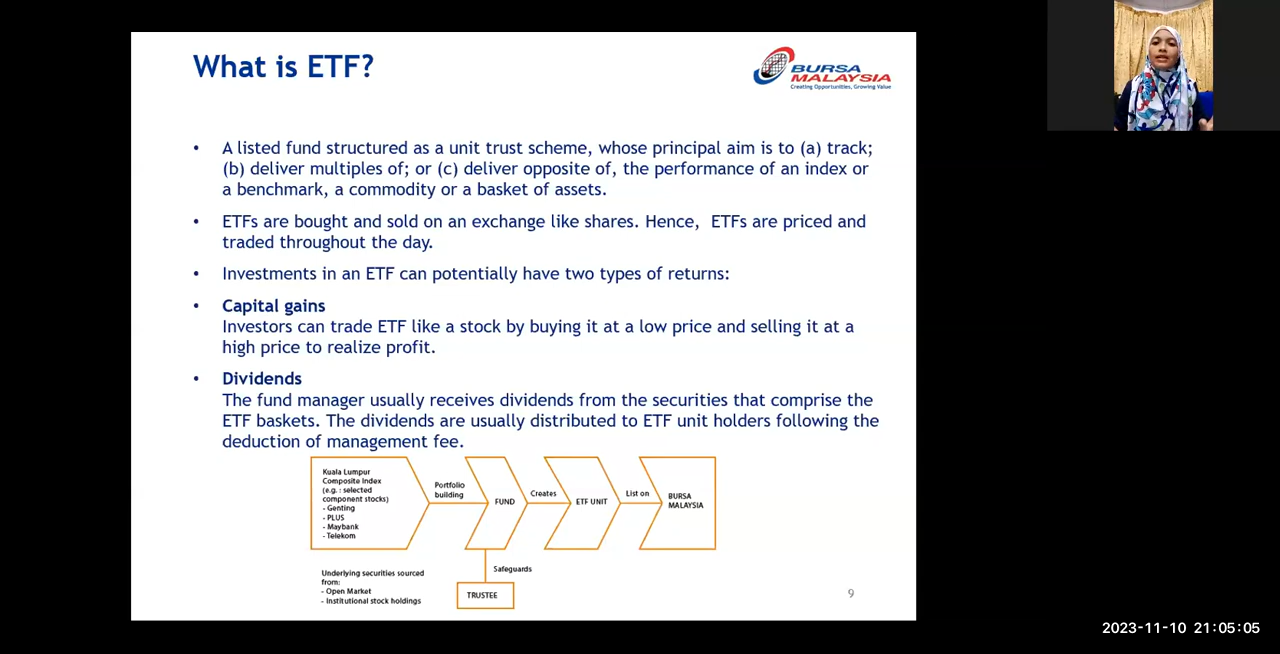 What is ETF?
BURSA
MALAYSIA
Creating Opportunities, Growing Value
• A listed fund structured as a unit trust scheme, whose principal aim is to (a) track;
(b) deliver multiples of; or (c) deliver opposite of, the performance of an index or
a benchmark, a commodity or a basket of assets.
• ETFs are bought and sold on an exchange like shares. Hence, ETFs are priced and
traded throughout the day.
• Investments in an ETF can potentially have two types of returns:
• Capital gains
Investors can trade ETF like a stock by buying it at a low price and selling it at a
high price to realize profit.
• Dividends
The fund manager usually receives dividends from the securities that comprise the
ETF baskets. The dividends are usually distributed to ETF unit holders following the
deduction of management fee.
Kuala Lumpur
Composite Index
(e.g. : selected
component stocks)
- Genting
- PLUS
- Maybank
- Telekom
Portfolio
building
FUND
Creates
ETF UNIT
List on
BURSA
MALAYSIA
Safeguards
TRUSTEE
Underlying securities sourced
from:
- Open Market
- Institutional stock holdings
9
2023-11-10 21:05:05